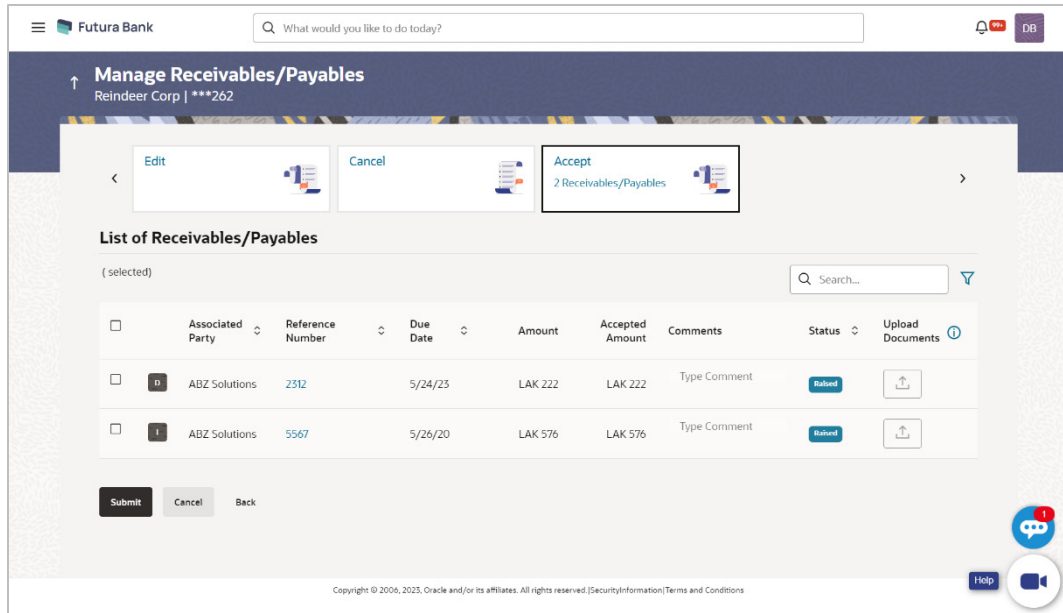 Futura Bank
What would you like to do today?
99+
DB
Manage Receivables/Payables
Reindeer Corp | ***262
Edit
Cancel
Accept
2 Receivables/Payables
List of Receivables/Payables
( selected)
Search...
Associated Party
Reference Number
Due Date
Amount
Accepted Amount
Comments
Status
Upload Documents
D ABZ Solutions 2312 5/24/23 LAK 222 LAK 222 Type Comment Raised
I ABZ Solutions 5567 5/26/20 LAK 576 LAK 576 Type Comment Raised
Submit Cancel Back
1
Help
Copyright © 2006, 2023, Oracle and/or its affiliates. All rights reserved.|SecurityInformation|Terms and Conditions